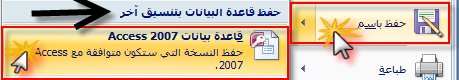 حفظ قاعدة البيانات بتنسيق آخر
حفظ باسم
قاعدة بيانات Access 2007
حفظ النسخة التي ستكون متوافقة مع Access
2007.
طباعة